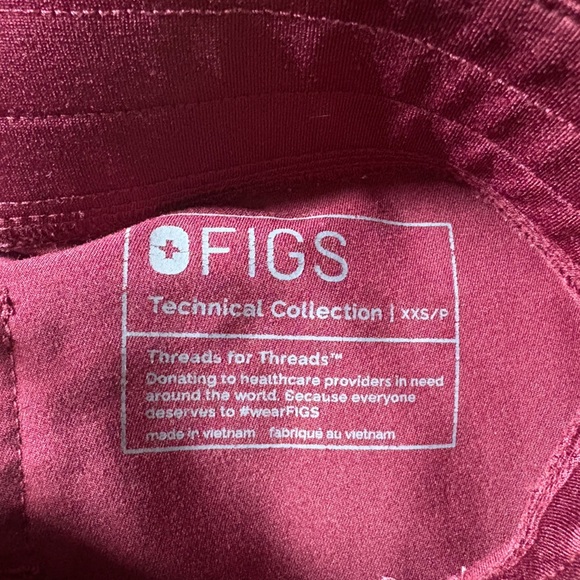 FIGS
Technical Collection | XXS/P
Threads for Threads™
Donating to healthcare providers in need
around the world. Because everyone
deserves to #wearFIGS
made in vietnam fabriqué au vietnam